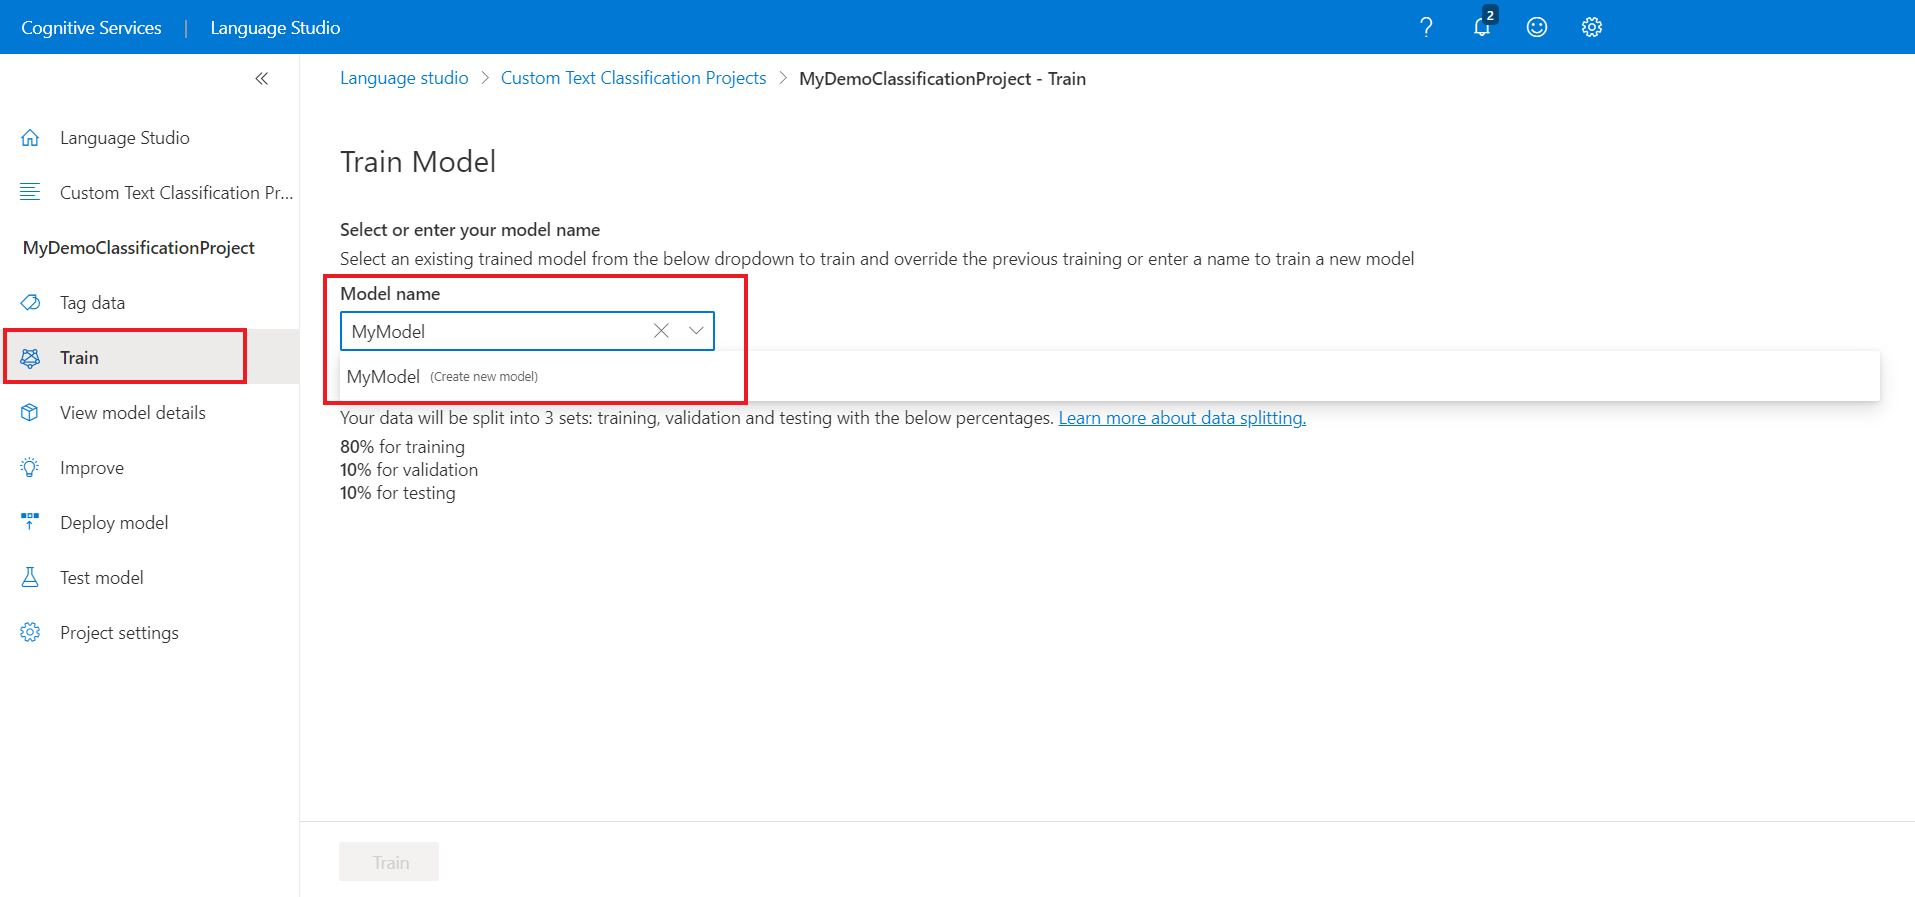 Cognitive Services | Language Studio
2
Language studio > Custom Text Classification Projects > MyDemoClassificationProject - Train
Language Studio
Custom Text Classification Pr...
MyDemoClassificationProject
Tag data
Train
View model details
Improve
Deploy model
Test model
Project settings
Train Model
Select or enter your model name
Select an existing trained model from the below dropdown to train and override the previous training or enter a name to train a new model
Model name
MyModel
MyModel (Create new model)
Your data will be split into 3 sets: training, validation and testing with the below percentages. Learn more about data splitting.
80% for training
10% for validation
10% for testing
Train